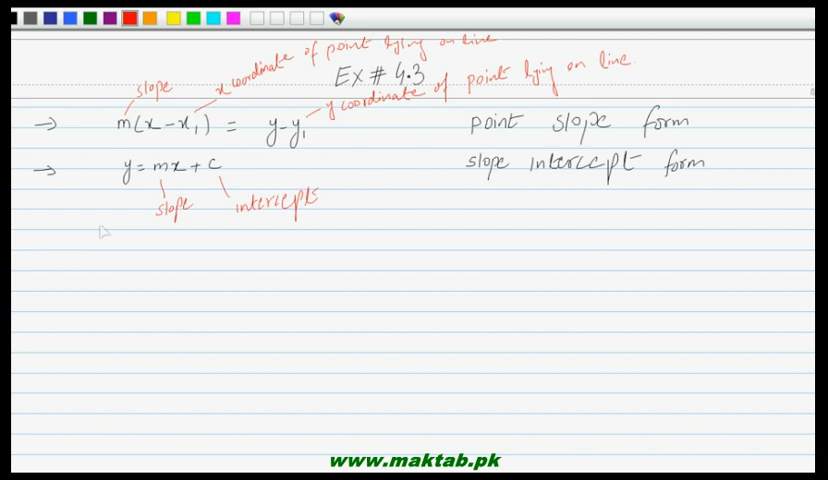 x coordinate of point lying on line
Ex # 4.3
slope
y coordinate of point lying on line.
→ m(x - x₁) = y - y₁ point slope form
→ y = mx + c slope intercept form
slope intercept
www.maktab.pk